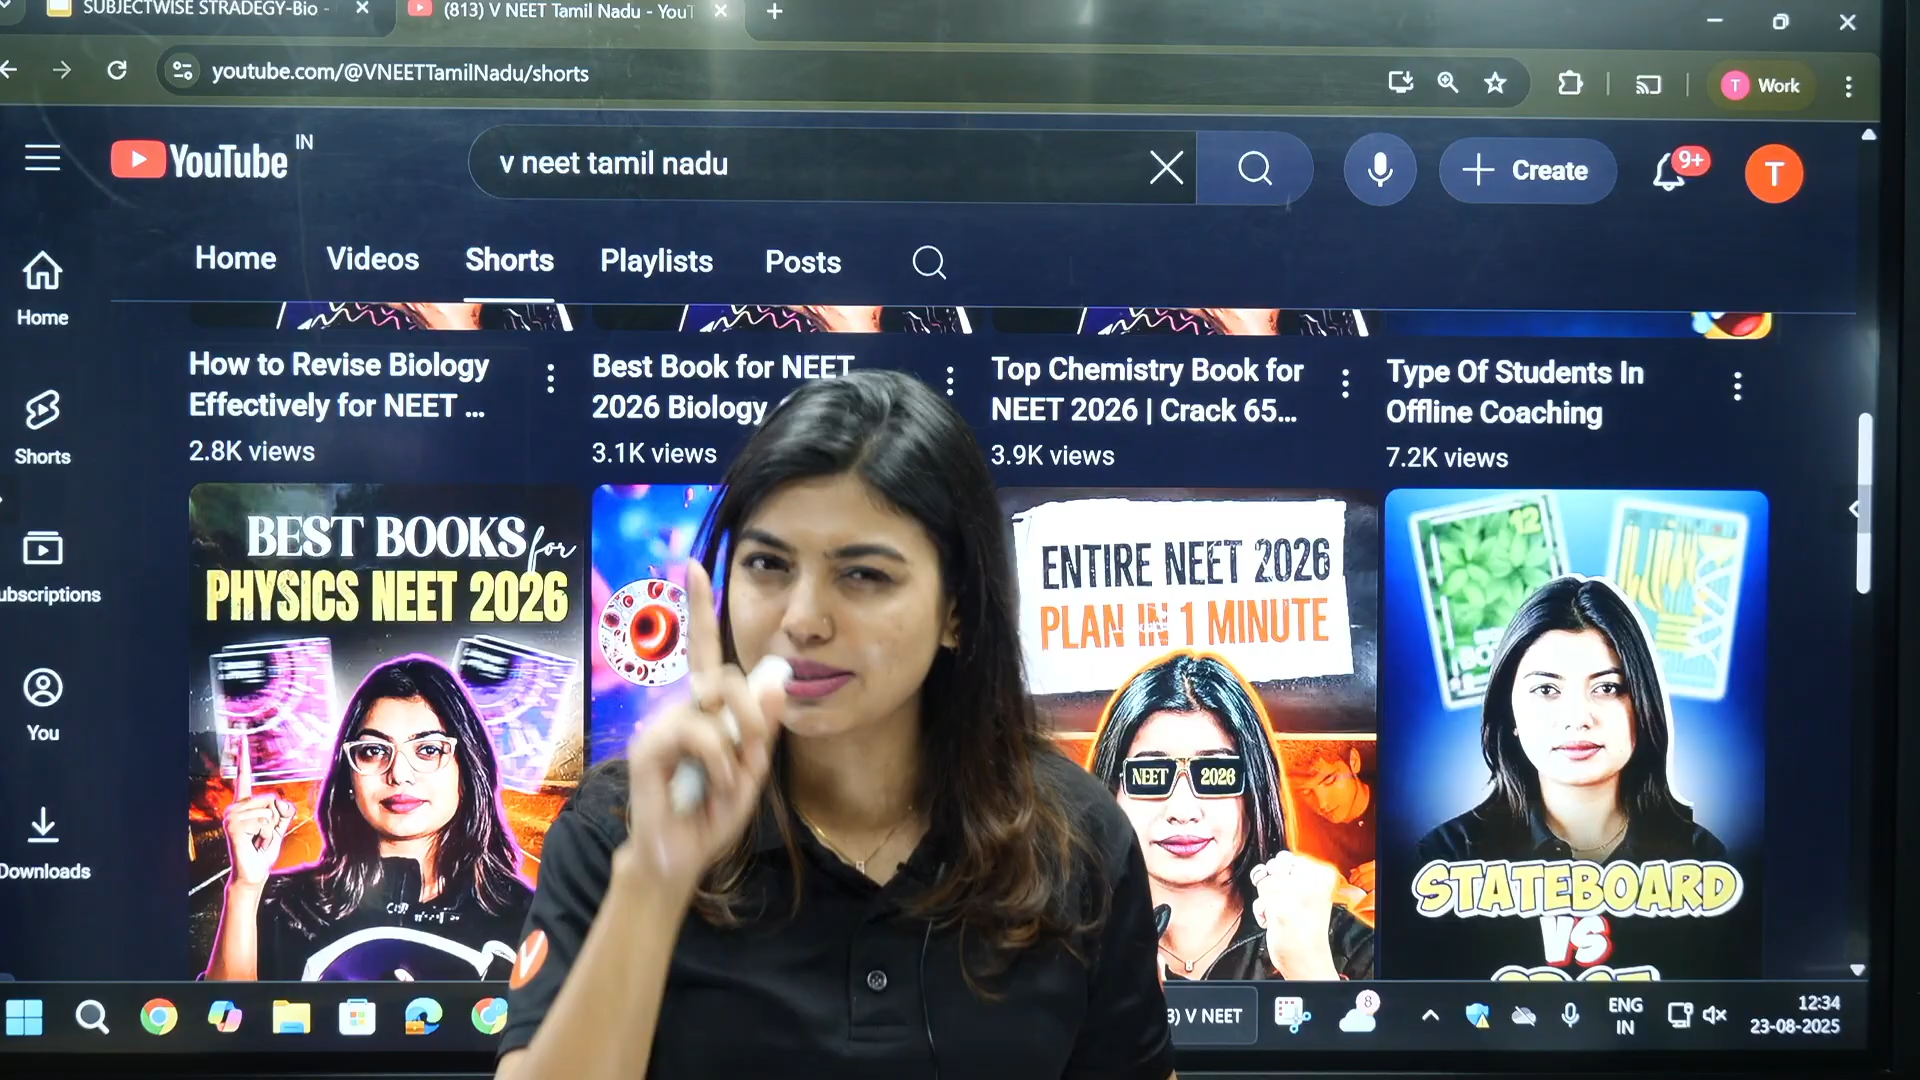 SUBJECTWISE STRADEGY-Bio -
(813) V NEET Tamil Nadu - YouT
youtube.com/@VNEETTamilNadu/shorts
T Work
YouTube IN
v neet tamil nadu
Create
9+
T
Home Videos Shorts Playlists Posts
Home
Shorts
ubscriptions
You
Downloads
How to Revise Biology
Effectively for NEET ...
2.8K views
Best Book for NEET
2026 Biology
3.1K views
Top Chemistry Book for
NEET 2026 | Crack 65...
3.9K views
Type Of Students In
Offline Coaching
7.2K views
BEST BOOKS for
PHYSICS NEET 2026
ENTIRE NEET 2026
PLAN IN 1 MINUTE
NEET 2026
12
STATEBOARD
VS
V
3) V NEET
8
ENG
IN
12:34
23-08-2025